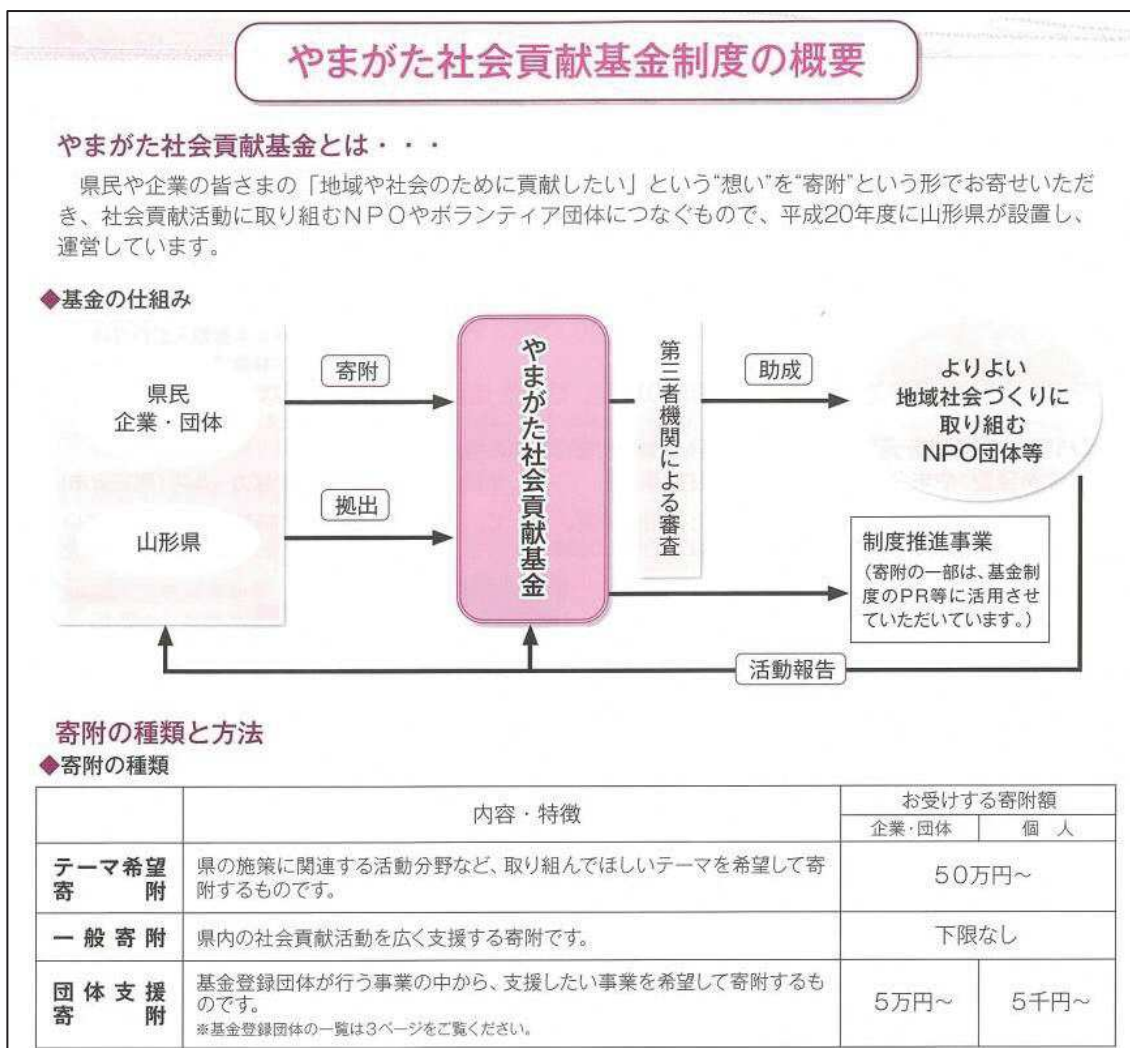 やまがた社会貢献基金制度の概要
やまがた社会貢献基金とは・・・
県民や企業の皆さまの「地域や社会のために貢献したい」という“想い”を“寄附”という形でお寄せいただ
き、社会貢献活動に取り組むNPOやボランティア団体につなぐもので、平成20年度に山形県が設置し、
運営しています。
◆基金の仕組み
県民
企業・団体
寄附
山形県
拠出
やまがた社会貢献基金
第三者機関による審査
助成
よりよい
地域社会づくりに
取り組む
NPO団体等
制度推進事業
(寄附の一部は、基金制
度のPR等に活用させ
ていただいています。)
活動報告
寄附の種類と方法
◆寄附の種類
内容・特徴
お受けする寄附額
企業・団体
個 人
テーマ希望
寄 附
県の施策に関連する活動分野など、取り組んでほしいテーマを希望して寄
附するものです。
50万円～
一般寄附
県内の社会貢献活動を広く支援する寄附です。
下限なし
団体支援
寄 附
基金登録団体が行う事業の中から、支援したい事業を希望して寄附するも
のです。
※基金登録団体の一覧は3ページをご覧ください。
5万円～
5千円～